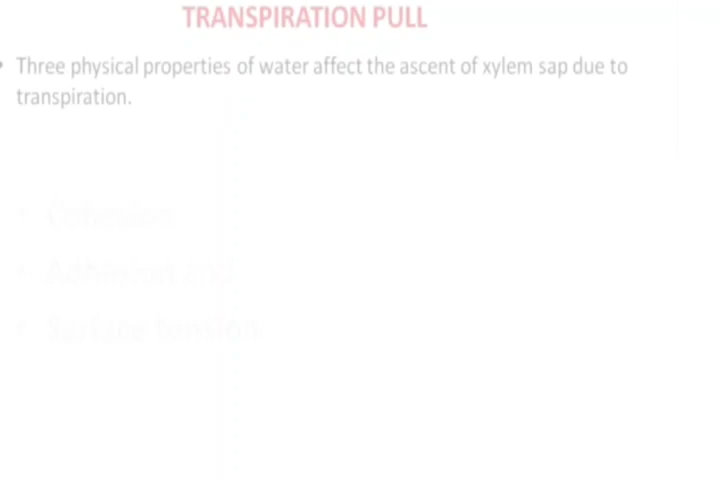 TRANSPIRATION PULL
• Three physical properties of water affect the ascent of xylem sap due to
transpiration.
• Cohesion
• Adhesion and
• Surface tension